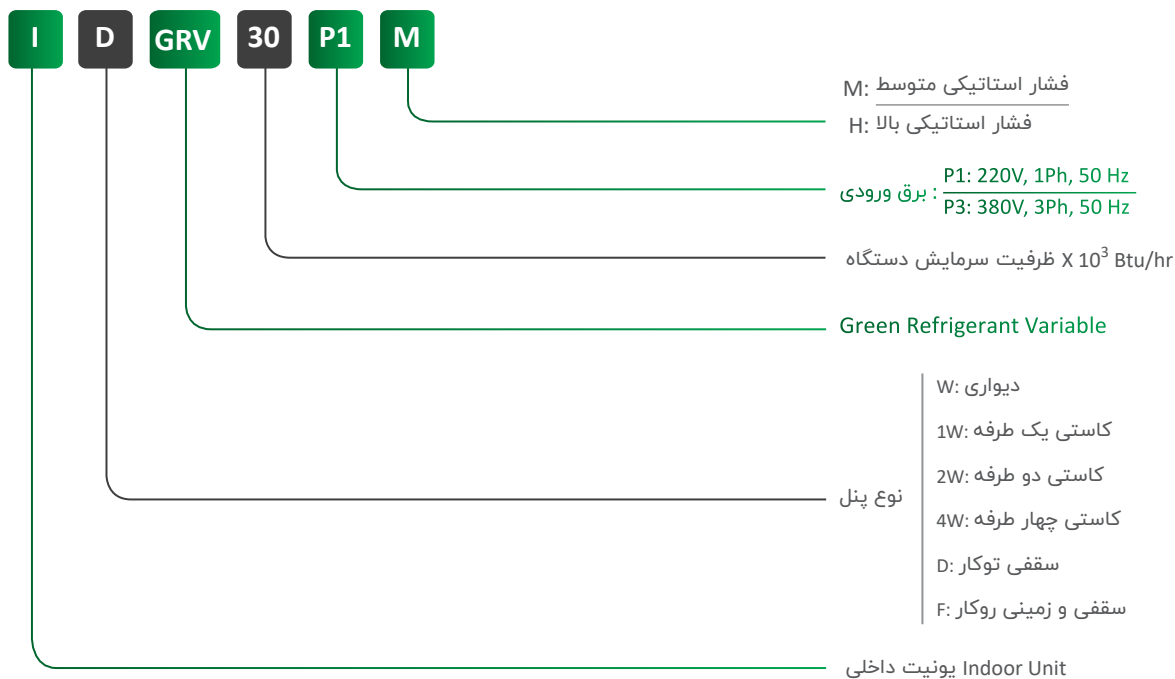 I D GRV 30 P1 M
M: فشار استاتیکی متوسط
H: فشار استاتیکی بالا
برق ورودی :
P1: 220V, 1Ph, 50 Hz
P3: 380V, 3Ph, 50 Hz
ظرفیت سرمایش دستگاه X 10³ Btu/hr
Green Refrigerant Variable
نوع پنل
W: دیواری
1W: کاستی یک طرفه
2W: کاستی دو طرفه
4W: کاستی چهار طرفه
D: سقفی توکار
F: سقفی و زمینی روکار
یونیت داخلی Indoor Unit